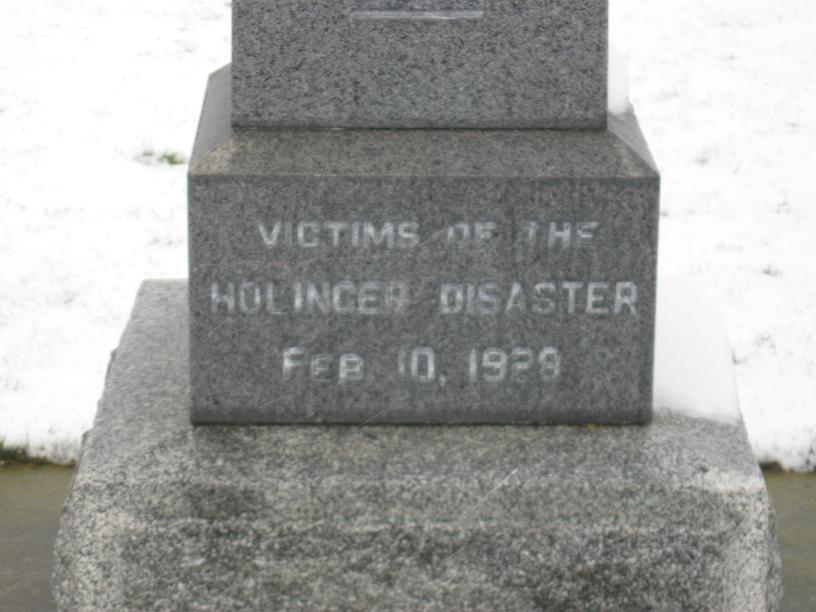 VICTIMS OF THE
HOLINGER DISASTER
FEB 10, 1928